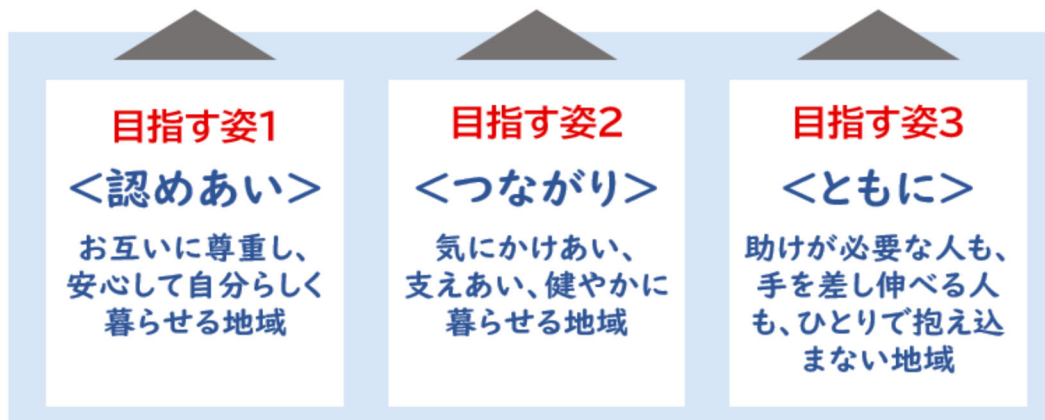 目指す姿1
＜認めあい＞
お互いに尊重し、
安心して自分らしく
暮らせる地域
目指す姿2
＜つながり＞
気にかけあい、
支えあい、健やかに
暮らせる地域
目指す姿3
＜ともに＞
助けが必要な人も、
手を差し伸べる人
も、ひとりで抱え込
まない地域